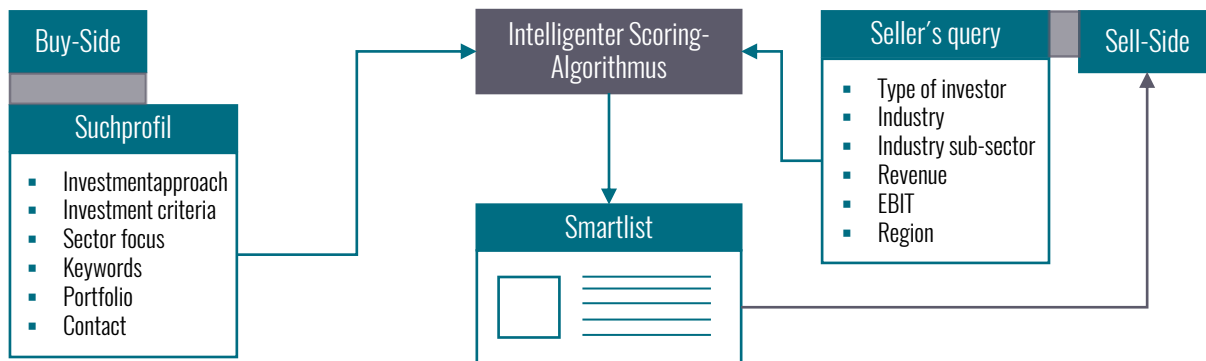 Buy-Side
Suchprofil
Investmentapproach
Investment criteria
Sector focus
Keywords
Portfolio
Contact
Intelligenter Scoring-
Algorithmus
Smartlist
Seller´s query
Type of investor
Industry
Industry sub-sector
Revenue
EBIT
Region
Sell-Side